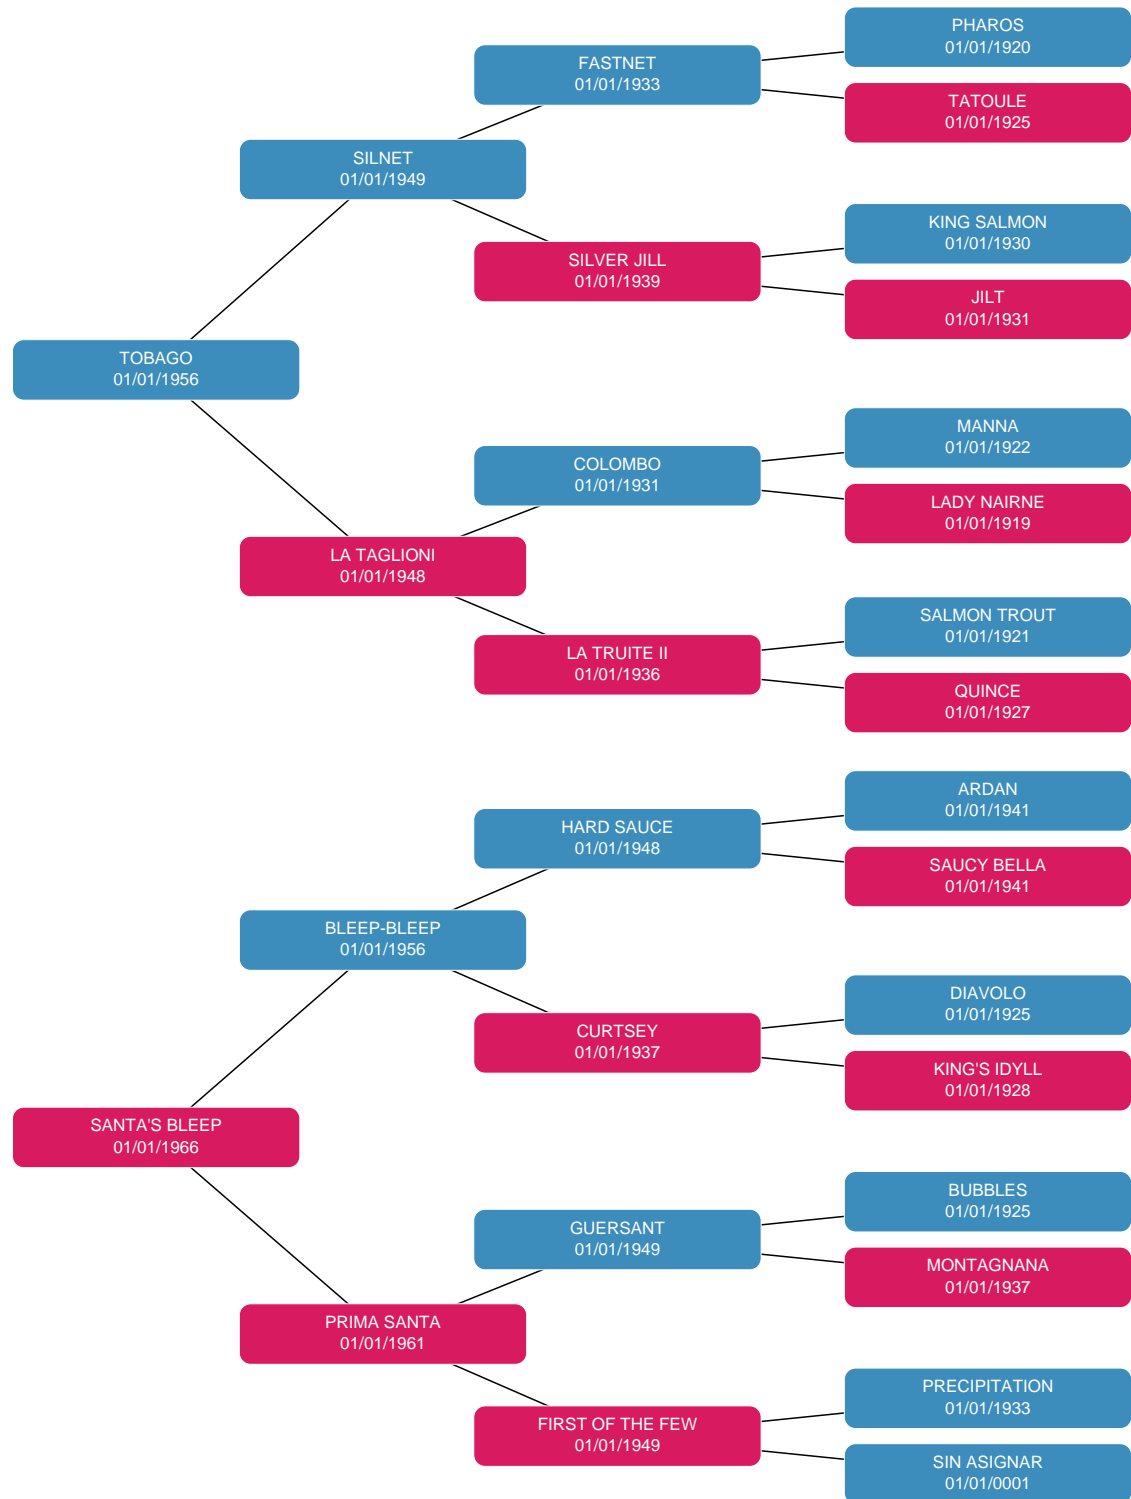 PHAROS
01/01/1920
FASTNET
01/01/1933
TATOULE
01/01/1925
SILNET
01/01/1949
KING SALMON
01/01/1930
SILVER JILL
01/01/1939
JILT
01/01/1931
TOBAGO
01/01/1956
MANNA
01/01/1922
COLOMBO
01/01/1931
LADY NAIRNE
01/01/1919
LA TAGLIONI
01/01/1948
SALMON TROUT
01/01/1921
LA TRUITE II
01/01/1936
QUINCE
01/01/1927
ARDAN
01/01/1941
HARD SAUCE
01/01/1948
SAUCY BELLA
01/01/1941
BLEEP-BLEEP
01/01/1956
DIAVOLO
01/01/1925
CURTSEY
01/01/1937
KING'S IDYLL
01/01/1928
SANTA'S BLEEP
01/01/1966
BUBBLES
01/01/1925
GUERSANT
01/01/1949
MONTAGNANA
01/01/1937
PRIMA SANTA
01/01/1961
PRECIPITATION
01/01/1933
FIRST OF THE FEW
01/01/1949
SIN ASIGNAR
01/01/0001